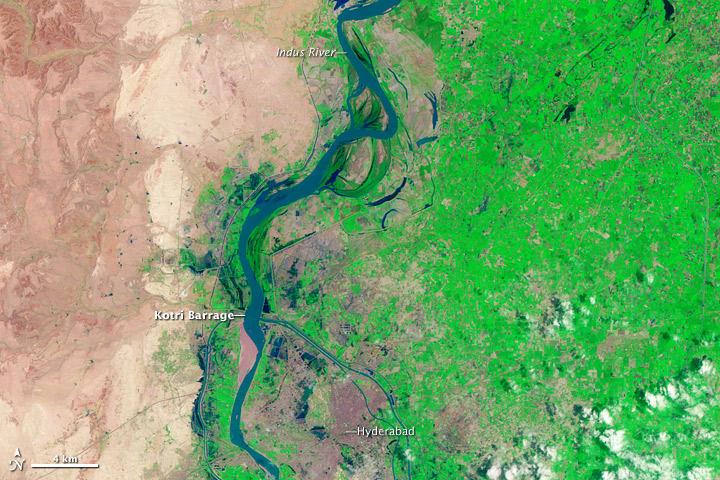 Indus River
Kotri Barrage
Hyderabad
N
4 km